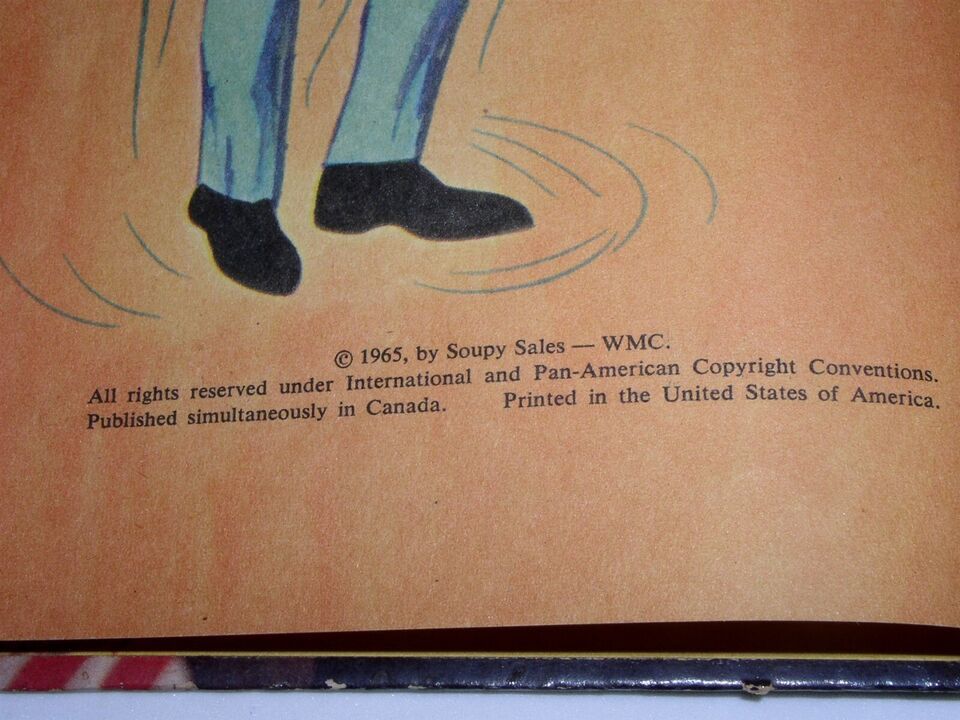 © 1965, by Soupy Sales — WMC.
All rights reserved under International and Pan-American Copyright Conventions.
Published simultaneously in Canada. Printed in the United States of America.